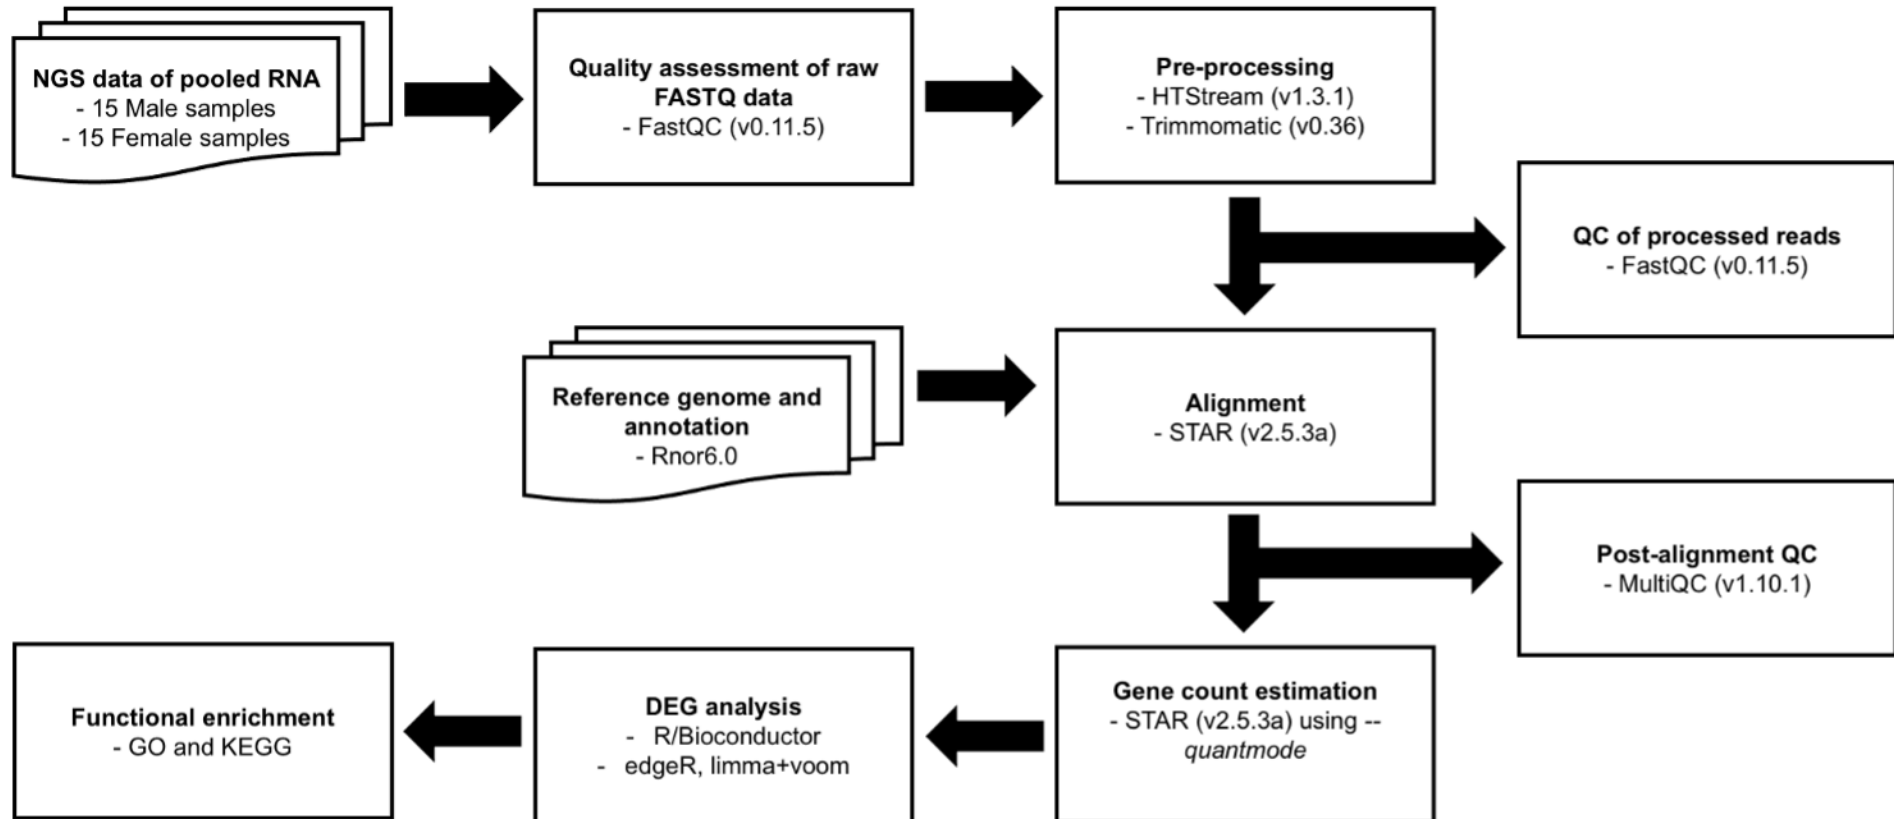 NGS data of pooled RNA
- 15 Male samples
- 15 Female samples
Quality assessment of raw
FASTQ data
- FastQC (v0.11.5)
Pre-processing
- HTStream (v1.3.1)
- Trimmomatic (v0.36)
QC of processed reads
- FastQC (v0.11.5)
Reference genome and
annotation
- Rnor6.0
Alignment
- STAR (v2.5.3a)
Post-alignment QC
- MultiQC (v1.10.1)
Functional enrichment
- GO and KEGG
DEG analysis
- R/Bioconductor
- edgeR, limma+voom
Gene count estimation
- STAR (v2.5.3a) using --
quantmode